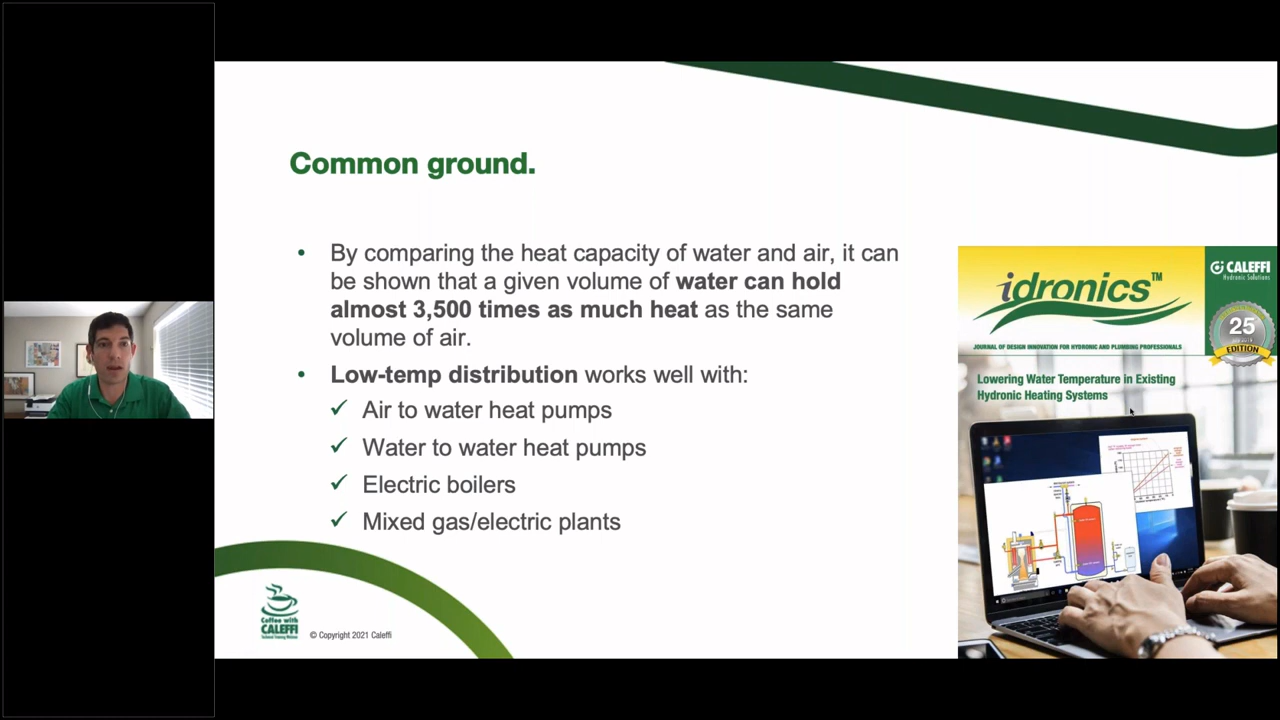 Common ground.
• By comparing the heat capacity of water and air, it can
be shown that a given volume of water can hold
almost 3,500 times as much heat as the same
volume of air.
• Low-temp distribution works well with:
✓ Air to water heat pumps
✓ Water to water heat pumps
✓ Electric boilers
✓ Mixed gas/electric plants
idronics™
CALEFFI
Hydronic Solutions
JOURNAL OF DESIGN INNOVATION FOR HYDRONIC AND PLUMBING PROFESSIONALS
25
EDITION
Lowering Water Temperature in Existing
Hydronic Heating Systems
Coffee with
CALEFFI
© Copyright 2021 Caleffi